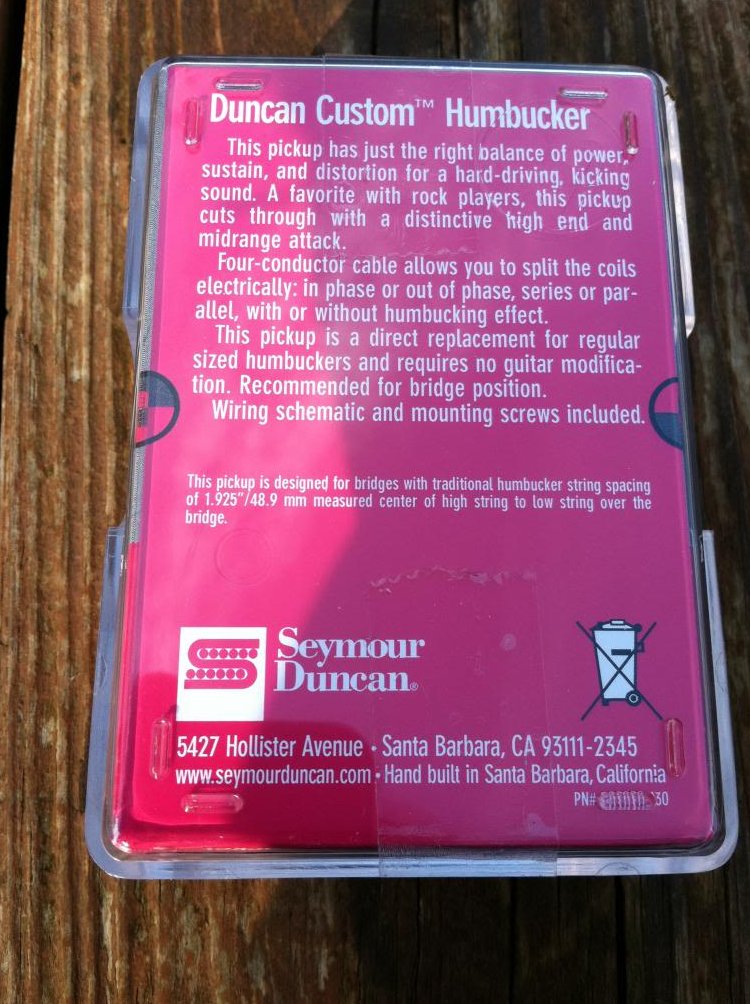 Duncan Custom™ Humbucker
This pickup has just the right balance of power,
sustain, and distortion for a hard-driving, kicking
sound. A favorite with rock players, this pickup
cuts through with a distinctive high end and
midrange attack.
Four-conductor cable allows you to split the coils
electrically: in phase or out of phase, series or par-
allel, with or without humbucking effect.
This pickup is a direct replacement for regular
sized humbuckers and requires no guitar modifica-
tion. Recommended for bridge position.
Wiring schematic and mounting screws included.
This pickup is designed for bridges with traditional humbucker string spacing
of 1.925"/48.9 mm measured center of high string to low string over the
bridge.
Seymour
Duncan®
5427 Hollister Avenue • Santa Barbara, CA 93111-2345
www.seymourduncan.com • Hand built in Santa Barbara, California
PN#